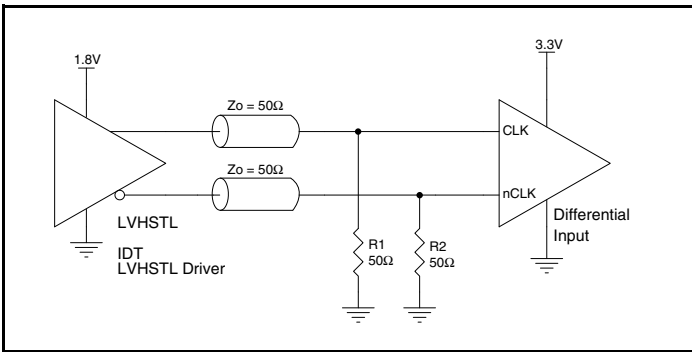 1.8V
3.3V
Zo = 50Ω
CLK
Zo = 50Ω
nCLK
LVHSTL
IDT
LVHSTL Driver
R1
50Ω
R2
50Ω
Differential
Input